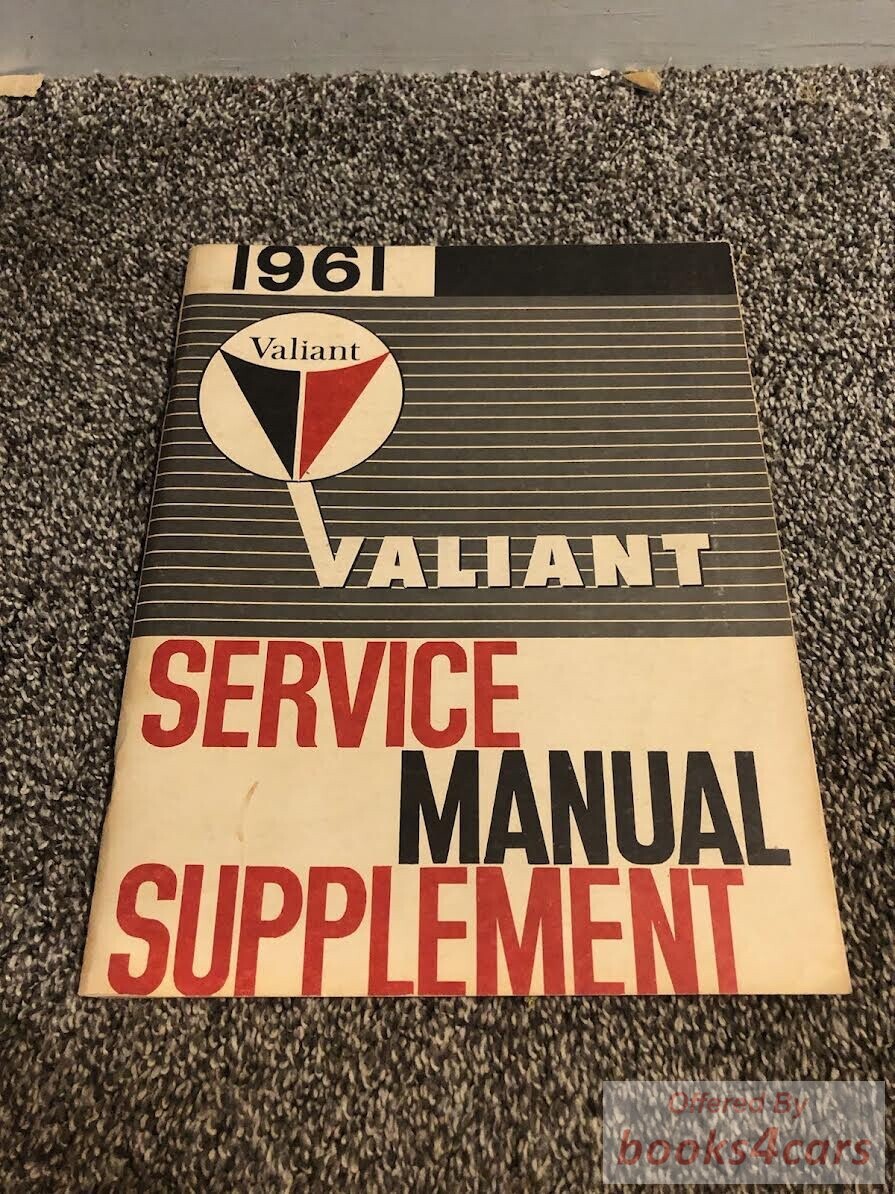 1961
Valiant
VALIANT
SERVICE
MANUAL
SUPPLEMENT
Offered By
books4cars